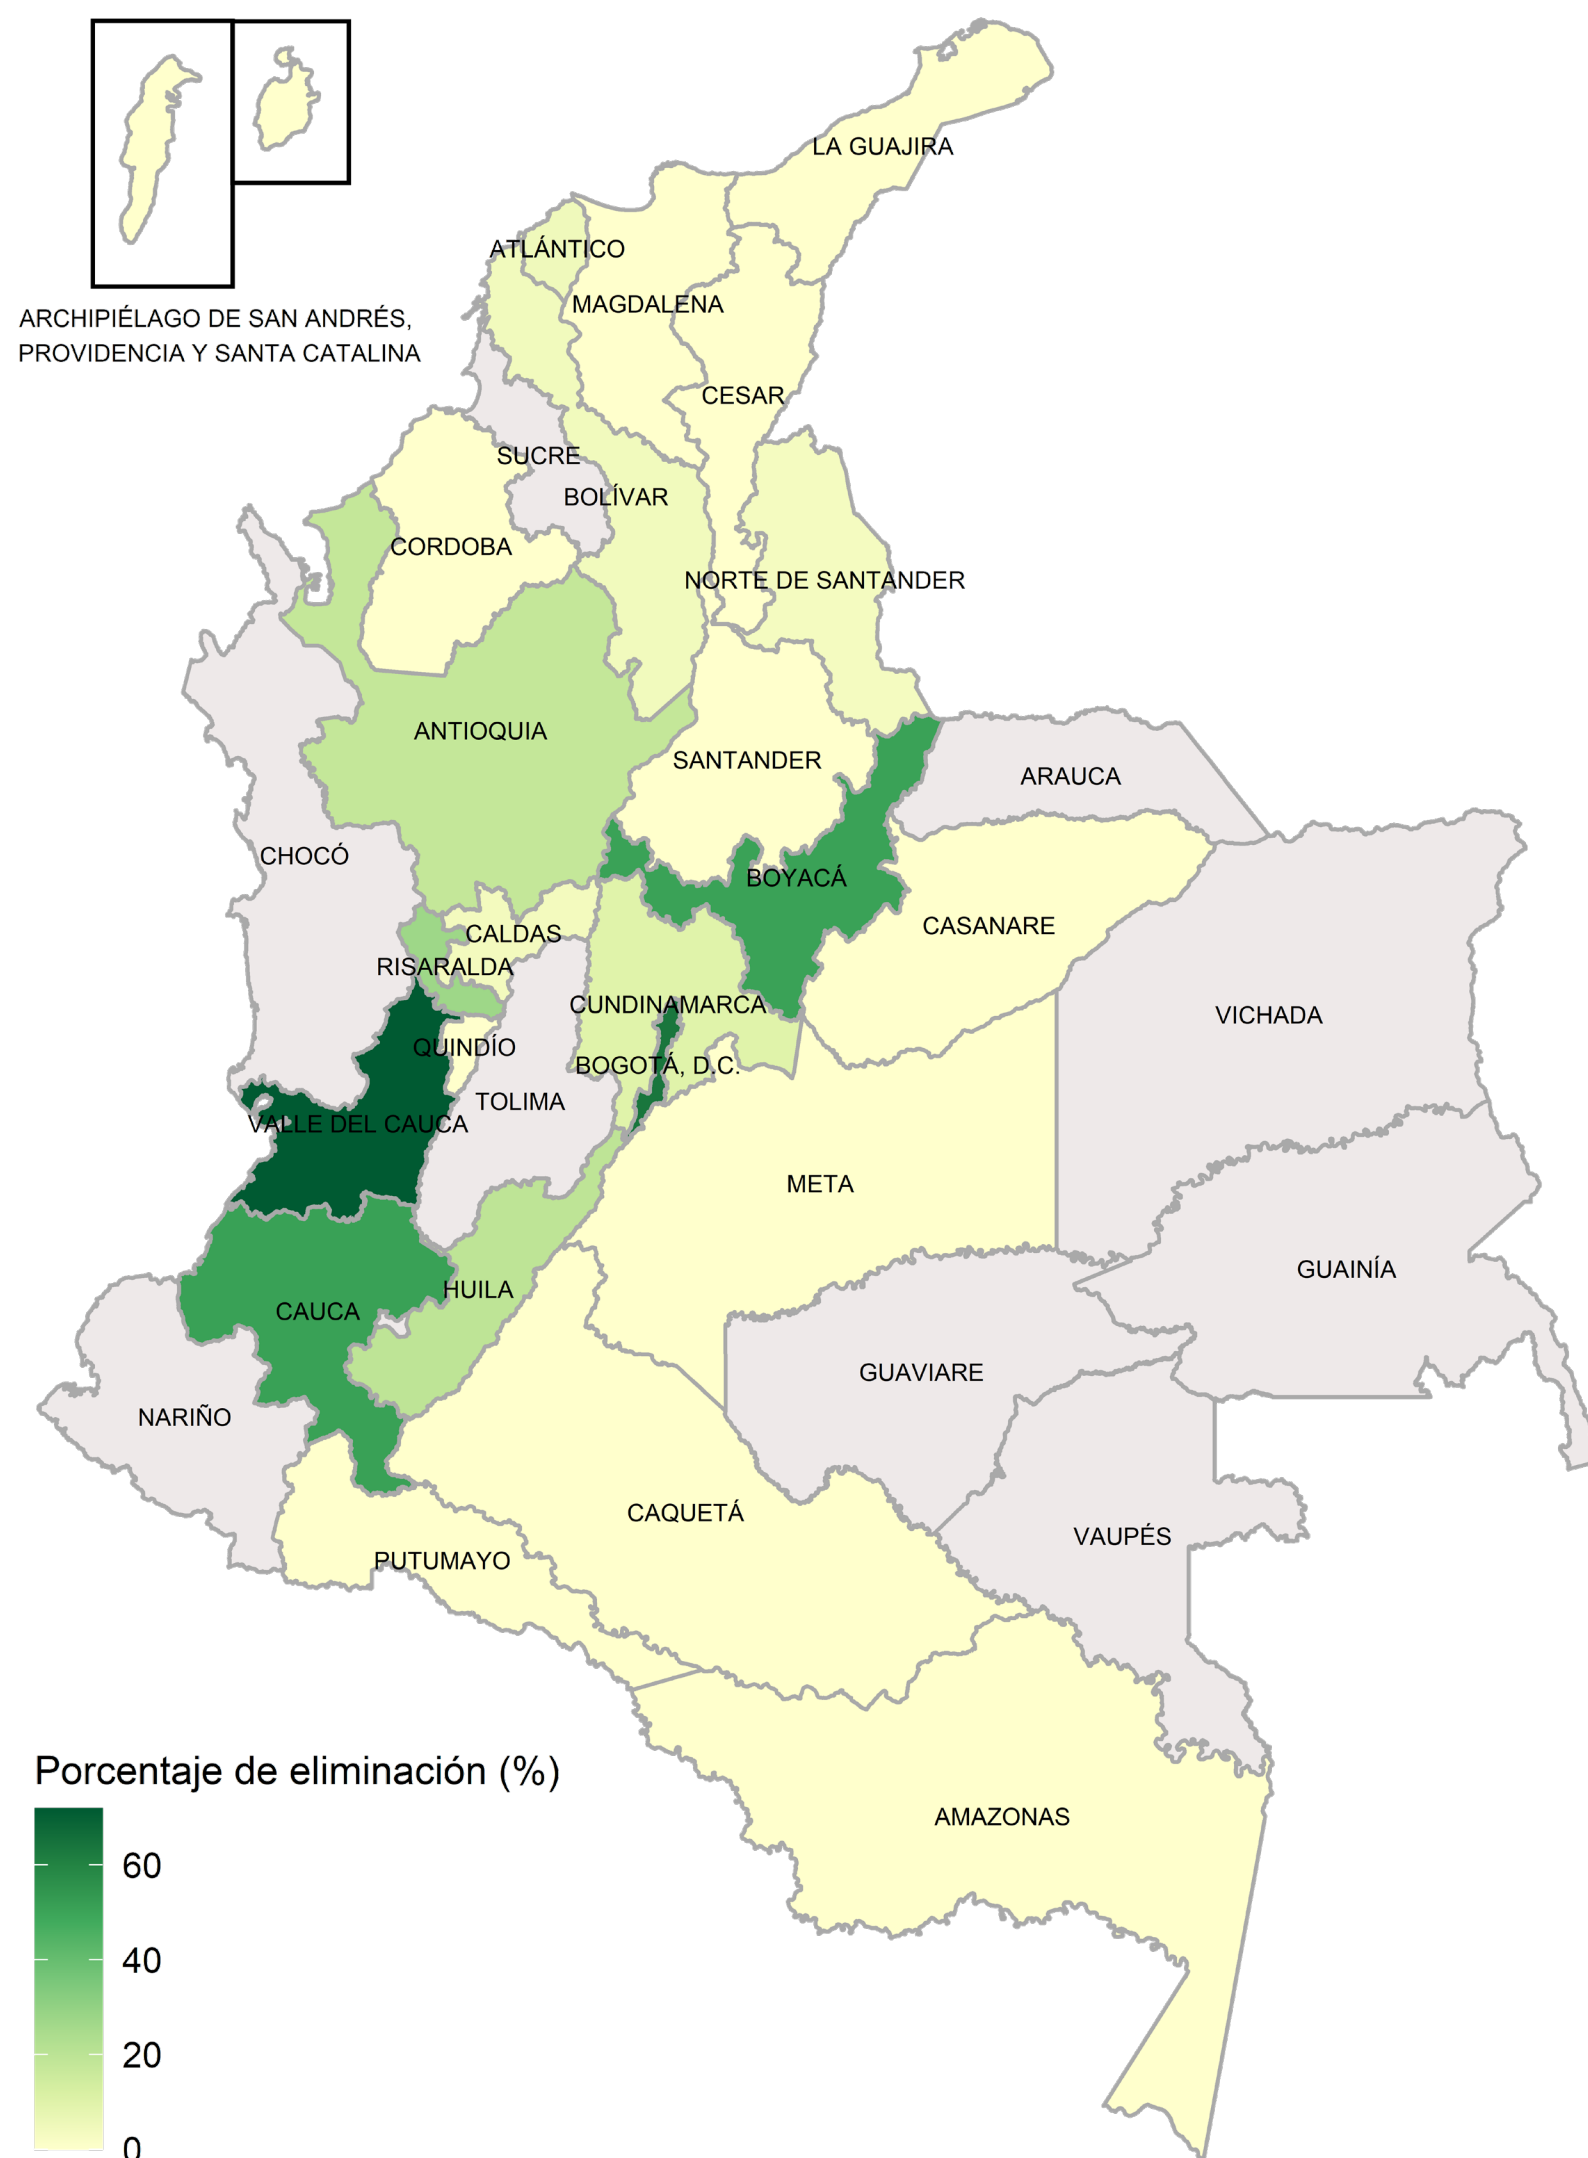 LA GUAJIRA
ATLÁNTICO
MAGDALENA
ARCHIPIÉLAGO DE SAN ANDRÉS,
PROVIDENCIA Y SANTA CATALINA
CESAR
SUCRE
BOLÍVAR
CORDOBA
NORTE DE SANTANDER
ANTIOQUIA
SANTANDER
ARAUCA
CHOCÓ
BOYACÁ
CASANARE
CALDAS
RISARALDA
CUNDINAMARCA
VICHADA
QUINDÍO
BOGOTÁ, D.C.
TOLIMA
VALLE DEL CAUCA
META
GUAINÍA
HUILA
CAUCA
GUAVIARE
NARIÑO
CAQUETÁ
VAUPÉS
PUTUMAYO
Porcentaje de eliminación (%)
AMAZONAS
60
40
20
0